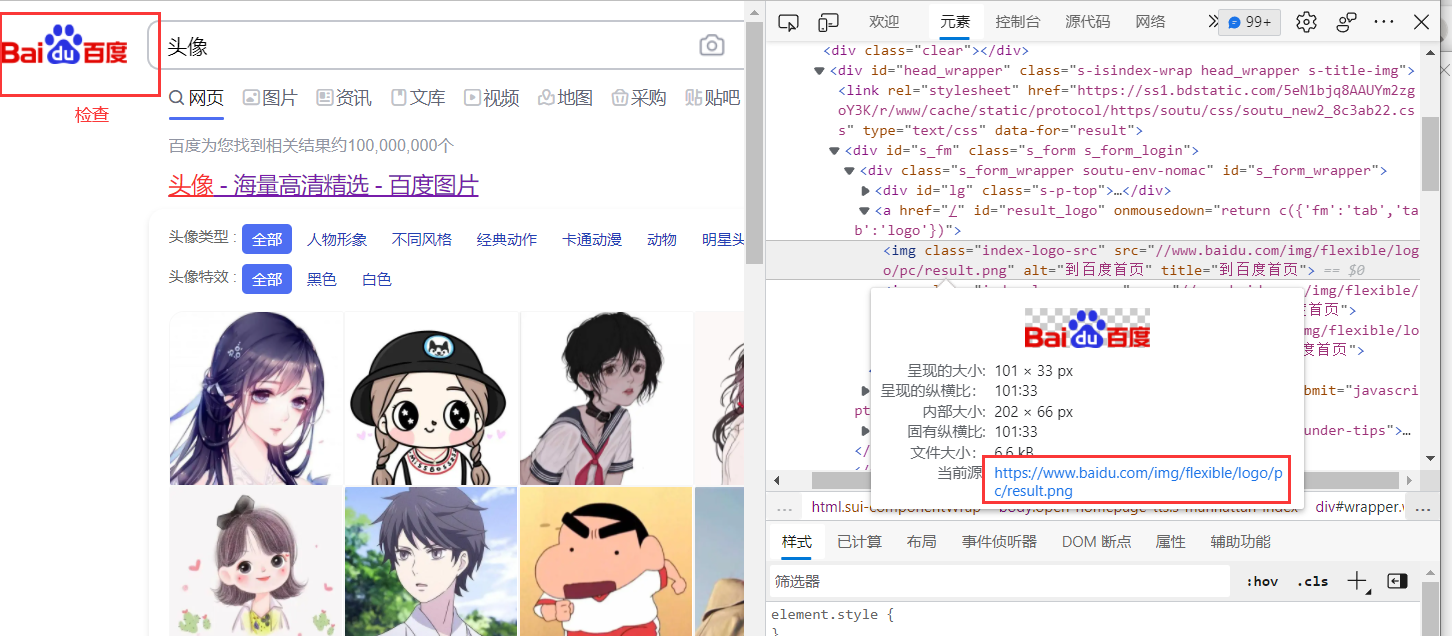 Bai du 百度
头像
检查
网页 图片 资讯 文库 视频 地图 采购 贴 贴吧
百度为您找到相关结果约100,000,000个
头像 - 海量高清精选 - 百度图片
头像类型 : 全部 人物形象 不同风格 经典动作 卡通动漫 动物 明星头
头像特效 : 全部 黑色 白色
欢迎 元素 控制台 源代码 网络 99+
<div class="clear"></div>
<div id="head_wrapper" class="s-isindex-wrap head_wrapper s-title-img">
<link rel="stylesheet" href="https://ss1.bdstatic.com/5eN1bjq8AAUYm2zg
oY3K/r/www/cache/static/protocol/https/soutu/css/soutu_new2_8c3ab22.cs
s" type="text/css" data-for="result">
<div id="s_fm" class="s_form s_form_login">
<div class="s_form_wrapper soutu-env-nomac" id="s_form_wrapper">
<div id="lg" class="s-p-top">…</div>
<a href="/" id="result_logo" onmousedown="return c({'fm':'tab','ta
b':'logo'})">
<img class="index-logo-src" src="//www.baidu.com/img/flexible/log
o/pc/result.png" alt="到百度首页" title="到百度首页"> == $0
/img/flexible/
首页">
mg/flexible/lo
度首页">
bmit="javascri
pt
under-tips">…
</
Bai du 百度
呈现的大小: 101 × 33 px
呈现的纵横比: 101:33
内部大小: 202 × 66 px
固有纵横比: 101:33
文件大小: 6.6 kB
当前源 https://www.baidu.com/img/flexible/logo/p
c/result.png
... html.sui-componentWrap body.open-homepage div#wrapper.w ...
样式 已计算 布局 事件侦听器 DOM 断点 属性 辅助功能
筛选器 :hov .cls
element.style {
}